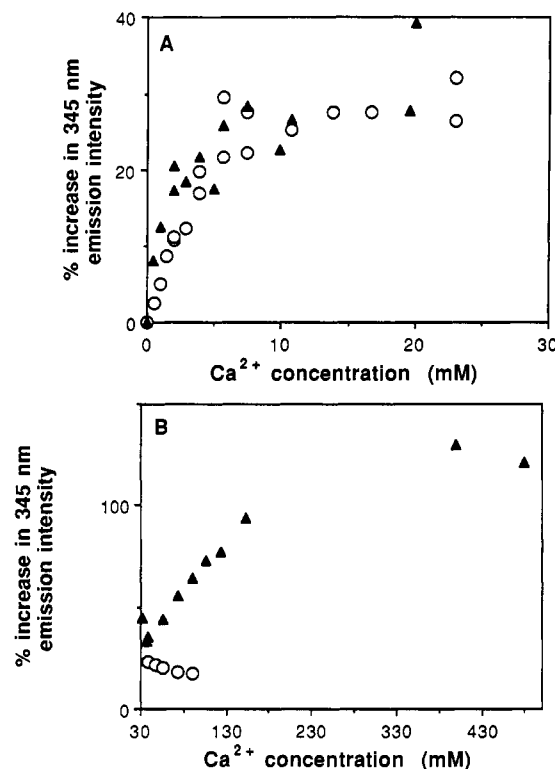 A
% increase in 345 nm
emission intensity
40
20
0
0 10 20 30
Ca²⁺ concentration (mM)
B
% increase in 345 nm
emission intensity
100
0
30 130 230 330 430
Ca²⁺ concentration (mM)